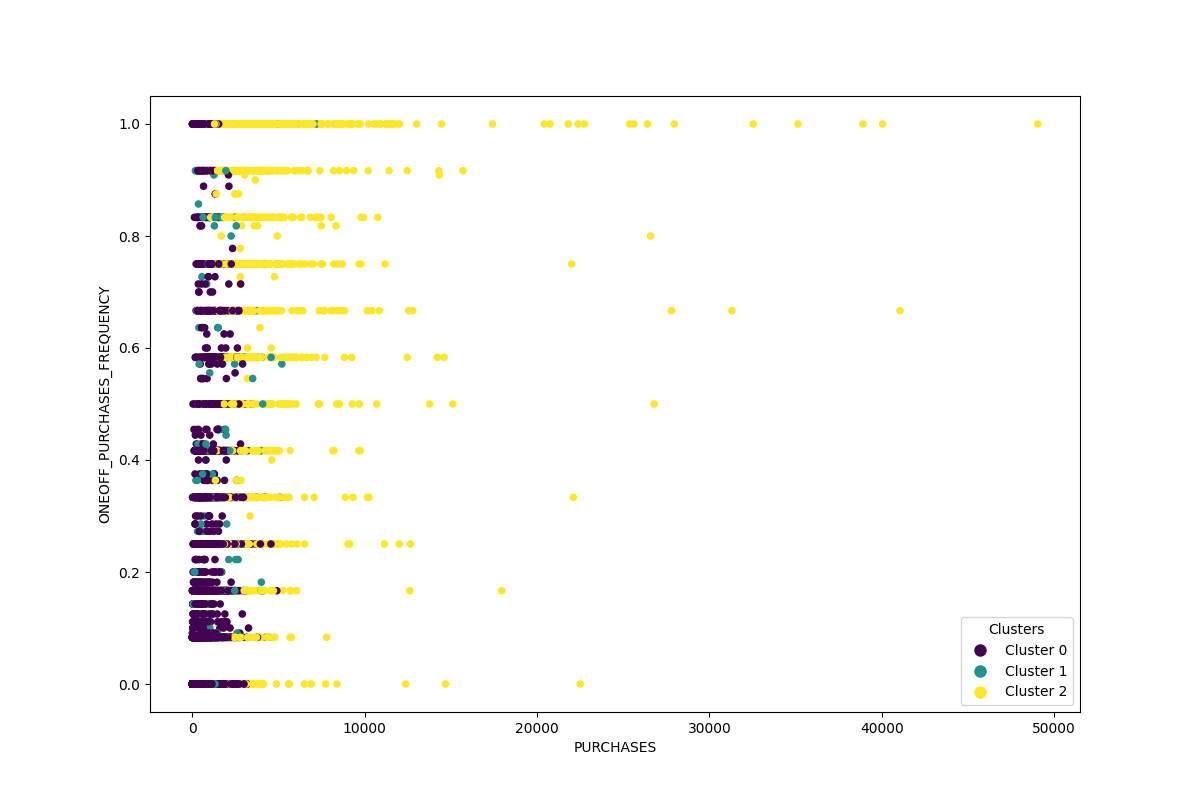 1.0
0.8
0.6
0.4
0.2
0.0
ONEOFF_PURCHASES_FREQUENCY
0
10000
20000
30000
40000
50000
PURCHASES
Clusters
Cluster 0
Cluster 1
Cluster 2